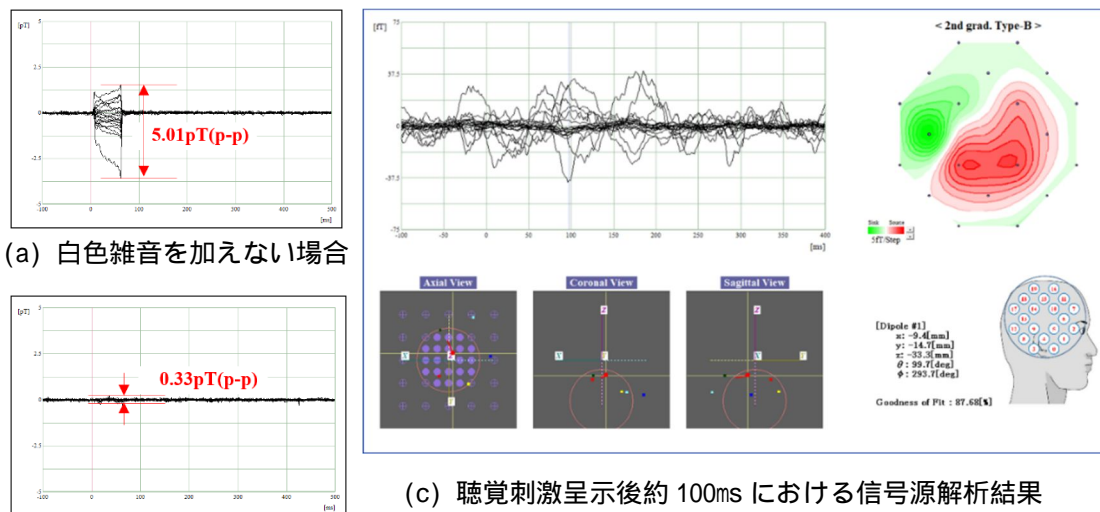 [pT]
5
2.5
0
-2.5
-5
5.01pT(p-p)
-100
0
100
200
300
400
500
[ms]
(a) 白色雑音を加えない場合
[pT]
5
2.5
0
-2.5
-5
0.33pT(p-p)
-100
0
100
200
300
400
500
[ms]
[fT]
75
37.5
0
-37.5
-75
-100
-50
0
50
100
150
200
250
300
350
400
[ms]
< 2nd grad. Type-B >
Sink
Source
5fT/Step
Axial View
Coronal View
Sagittal View
X
Y
Z
X
Y
Z
X
Y
[Dipole #1]
x: -9.4[mm]
y: -14.7[mm]
z: -33.3[mm]
θ: 99.7[deg]
ϕ: 293.7[deg]
Goodness of Fit : 87.68[%]
(c) 聴覚刺激呈示後約 100ms における信号源解析結果